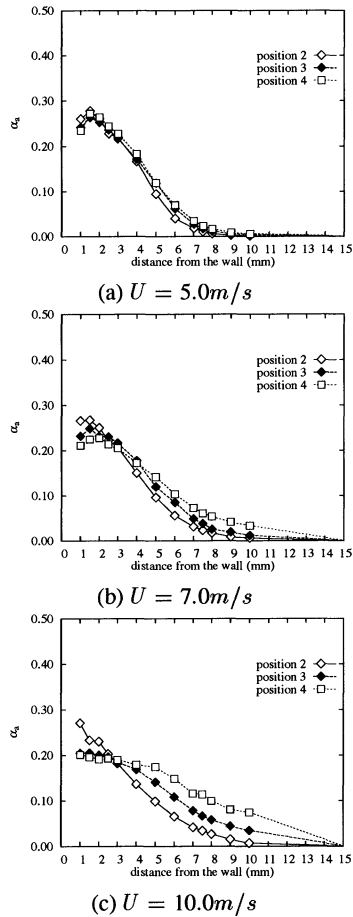 0.50
0.40
0.30
0.20
0.10
0.00
αa
position 2
position 3
position 4
0 1 2 3 4 5 6 7 8 9 10 11 12 13 14 15
distance from the wall (mm)
(a) U = 5.0m/s
0.50
0.40
0.30
0.20
0.10
0.00
αa
position 2
position 3
position 4
0 1 2 3 4 5 6 7 8 9 10 11 12 13 14 15
distance from the wall (mm)
(b) U = 7.0m/s
0.50
0.40
0.30
0.20
0.10
0.00
αa
position 2
position 3
position 4
0 1 2 3 4 5 6 7 8 9 10 11 12 13 14 15
distance from the wall (mm)
(c) U = 10.0m/s